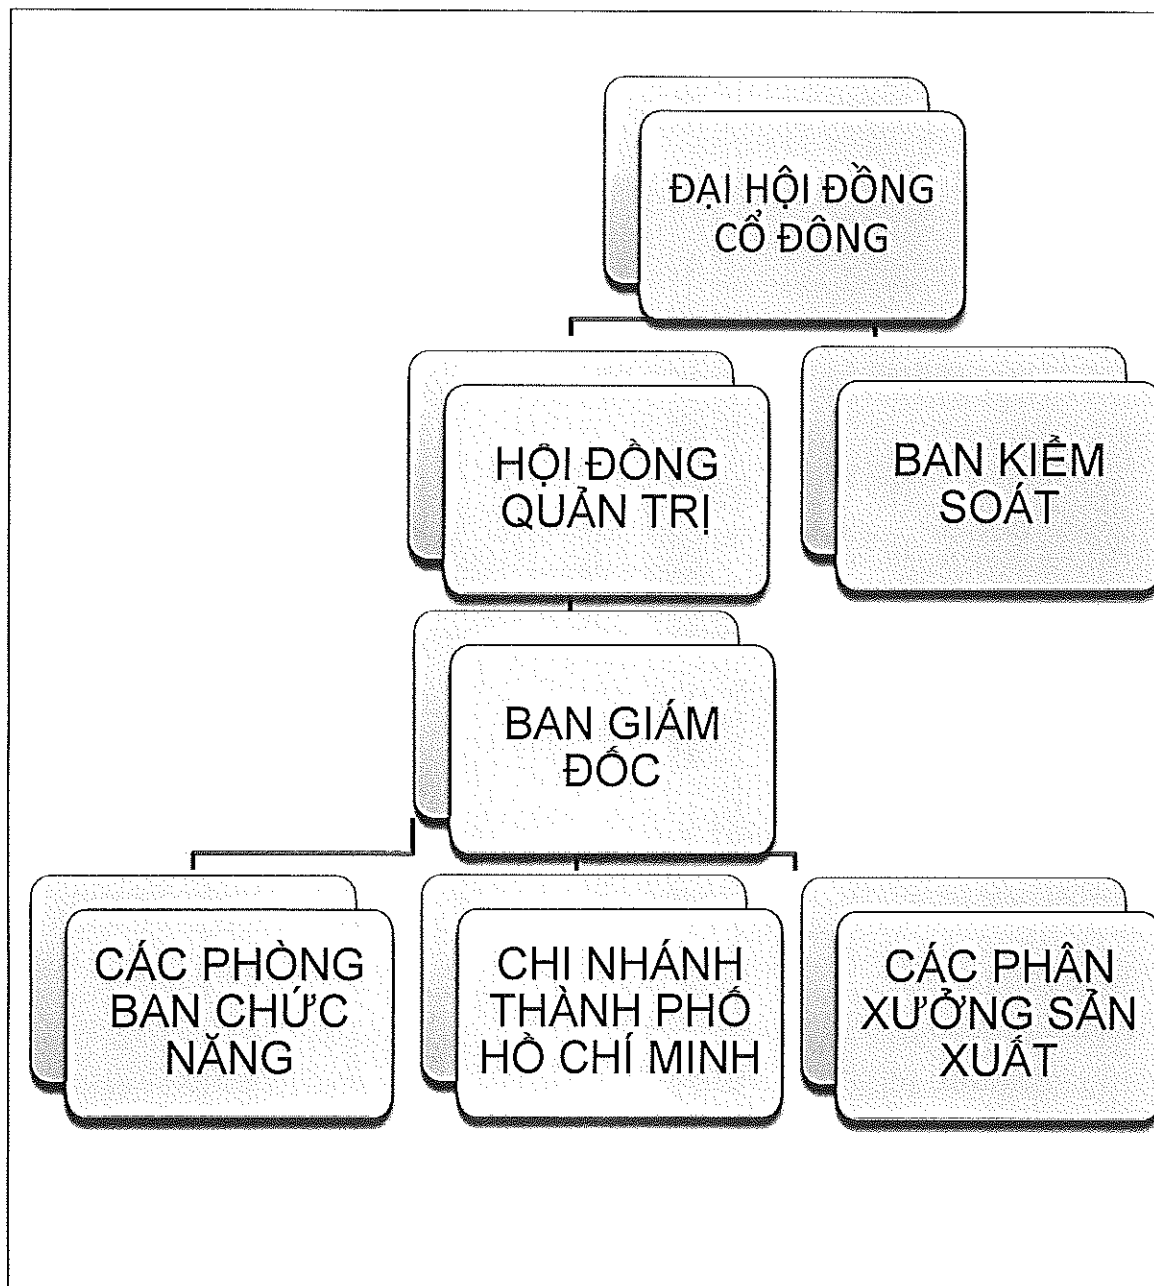 ĐẠI HỘI ĐỒNG
CỔ ĐÔNG
HỘI ĐỒNG
QUẢN TRỊ
BAN KIỂM
SOÁT
BAN GIÁM
ĐỐC
CÁC PHÒNG
BAN CHỨC
NĂNG
CHI NHÁNH
THÀNH PHỐ
HỒ CHÍ MINH
CÁC PHÂN
XƯỞNG SẢN
XUẤT